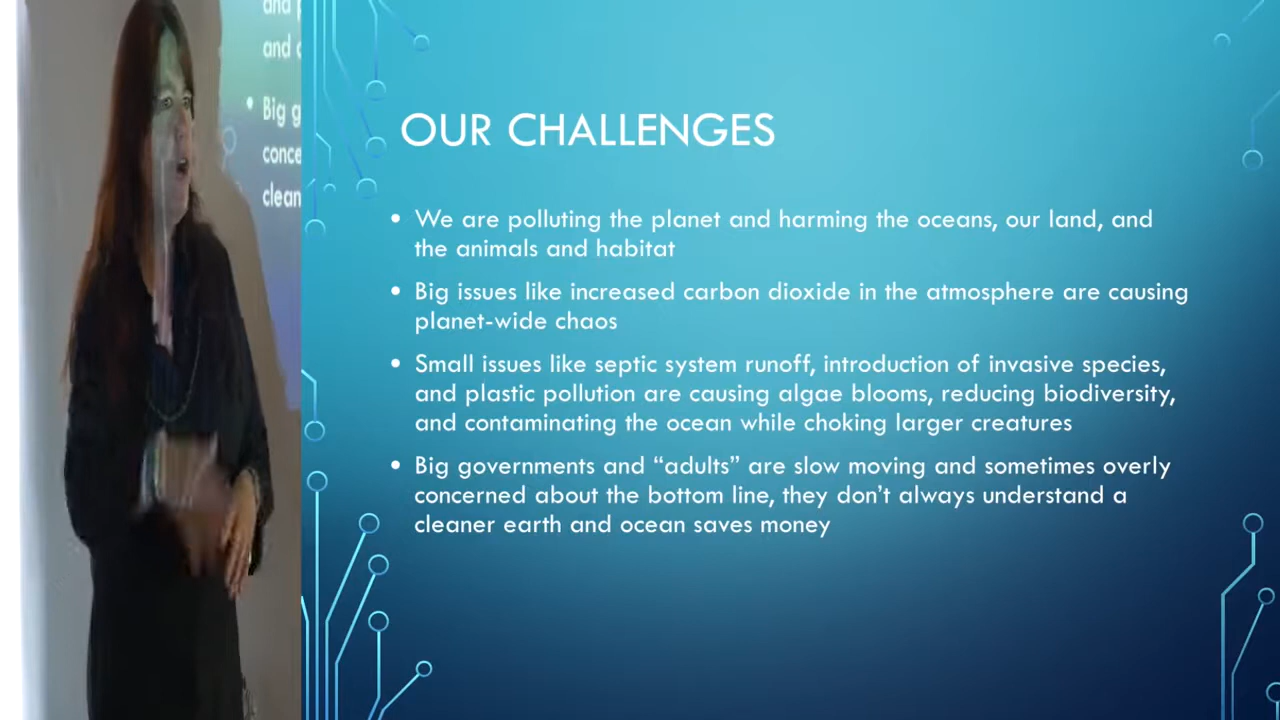 and
Big g
conce
clean
OUR CHALLENGES
• We are polluting the planet and harming the oceans, our land, and
the animals and habitat
• Big issues like increased carbon dioxide in the atmosphere are causing
planet-wide chaos
• Small issues like septic system runoff, introduction of invasive species,
and plastic pollution are causing algae blooms, reducing biodiversity,
and contaminating the ocean while choking larger creatures
• Big governments and “adults” are slow moving and sometimes overly
concerned about the bottom line, they don’t always understand a
cleaner earth and ocean saves money